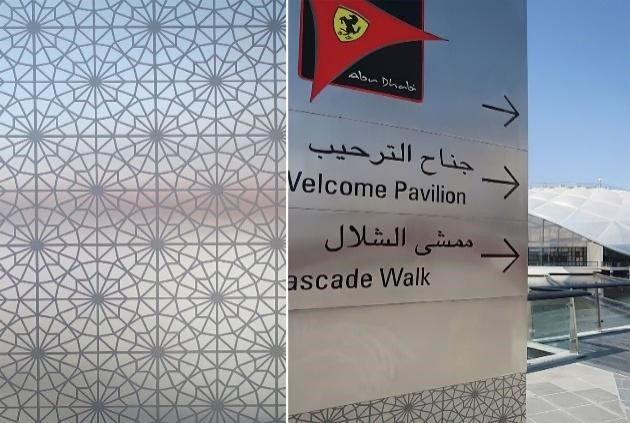 Abu Dhabi
جناح الترحيب
Welcome Pavilion
ممشى الشلال
ascade Walk